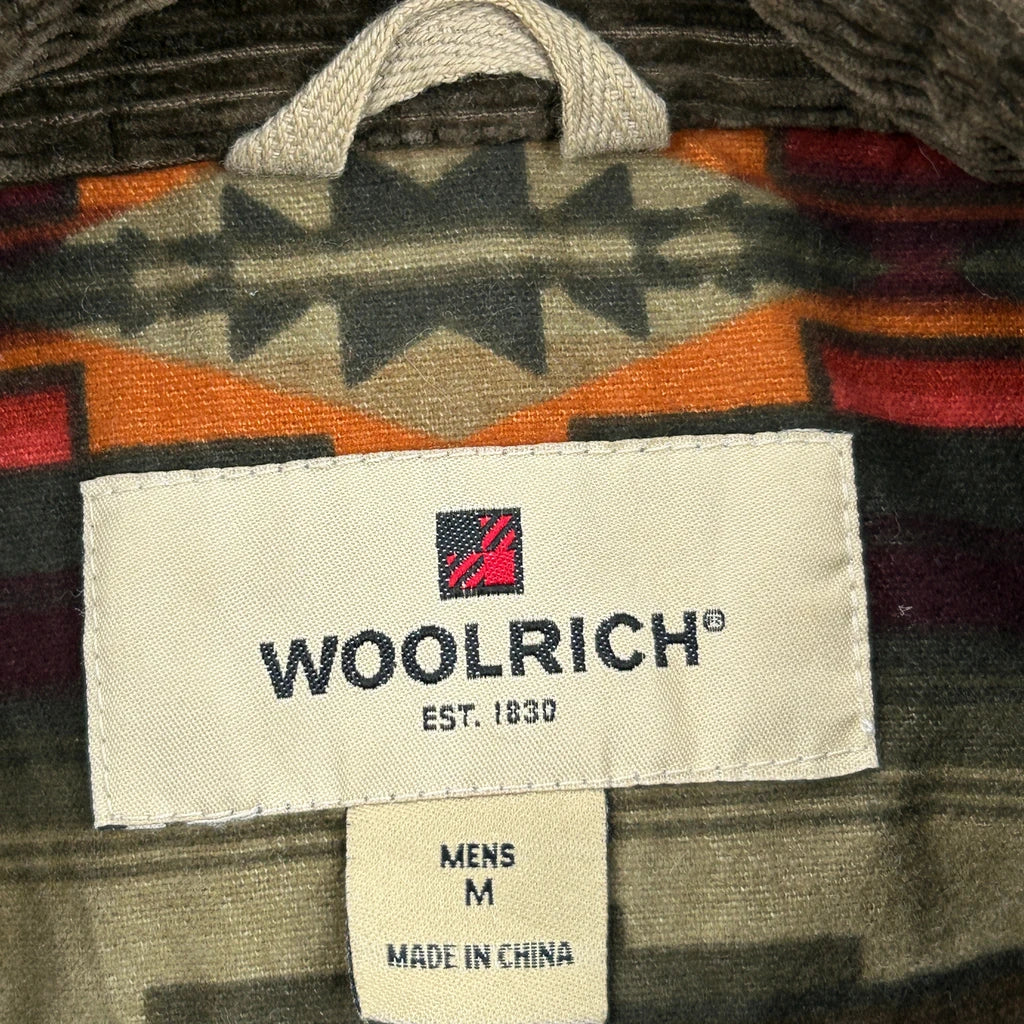 WOOLRICH®
EST. 1830
MENS
M
MADE IN CHINA